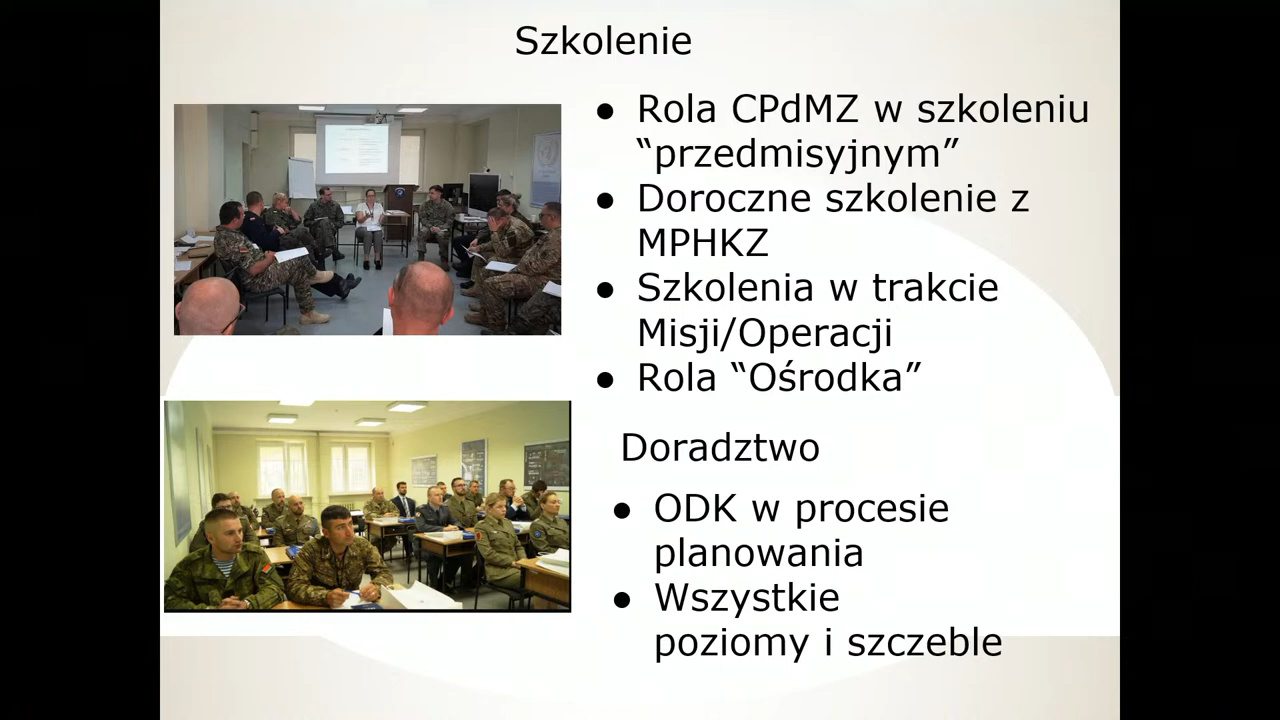 Szkolenie
● Rola CPdMZ w szkoleniu
“przedmisyjnym”
● Doroczne szkolenie z
MPHKZ
● Szkolenia w trakcie
Misji/Operacji
● Rola “Ośrodka”
Doradztwo
● ODK w procesie
planowania
● Wszystkie
poziomy i szczeble